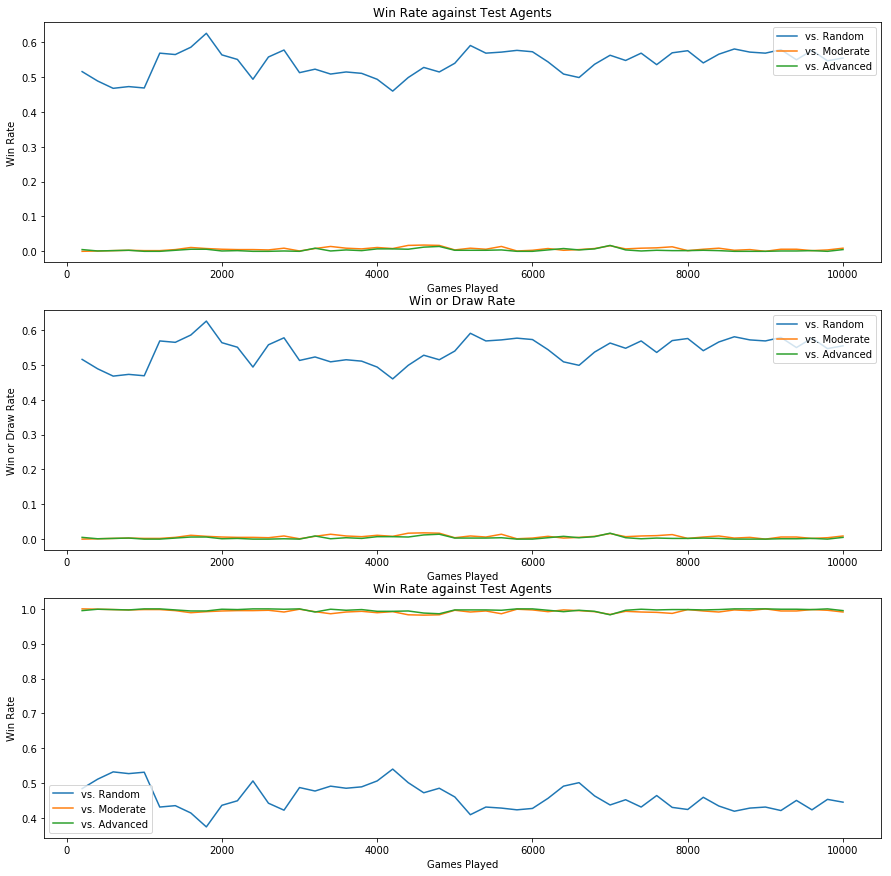 Win Rate against Test Agents
Win Rate
0.6
0.5
0.4
0.3
0.2
0.1
0.0
vs. Random
vs. Moderate
vs. Advanced
0
2000
4000
6000
8000
10000
Games Played
Win or Draw Rate
Win or Draw Rate
0.6
0.5
0.4
0.3
0.2
0.1
0.0
vs. Random
vs. Moderate
vs. Advanced
0
2000
4000
6000
8000
10000
Games Played
Win Rate against Test Agents
Win Rate
1.0
0.9
0.8
0.7
0.6
0.5
0.4
vs. Random
vs. Moderate
vs. Advanced
0
2000
4000
6000
8000
10000
Games Played